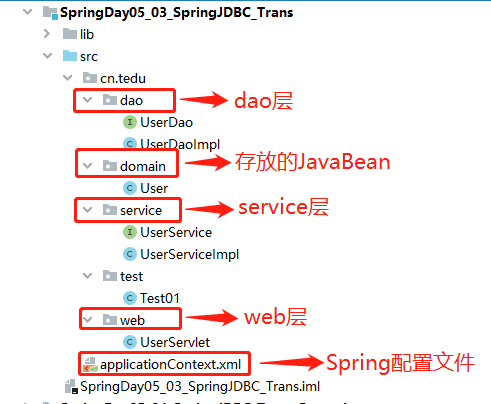 SpringDay05_03_SpringJDBC_Trans
lib
src
cn.tedu
dao dao层
UserDao
UserDaoImpl
domain 存放的JavaBean
User
service service层
UserService
UserServiceImpl
test
Test01
web web层
UserServlet
applicationContext.xml Spring配置文件
SpringDay05_03_SpringJDBC_Trans.iml